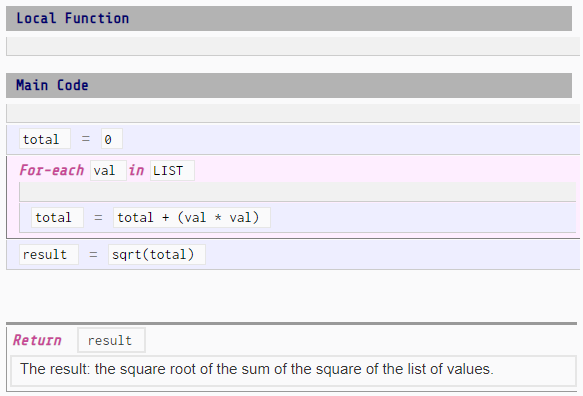 Local Function
Main Code
total = 0
For-each val in LIST
total = total + (val * val)
result = sqrt(total)
Return result
The result: the square root of the sum of the square of the list of values.